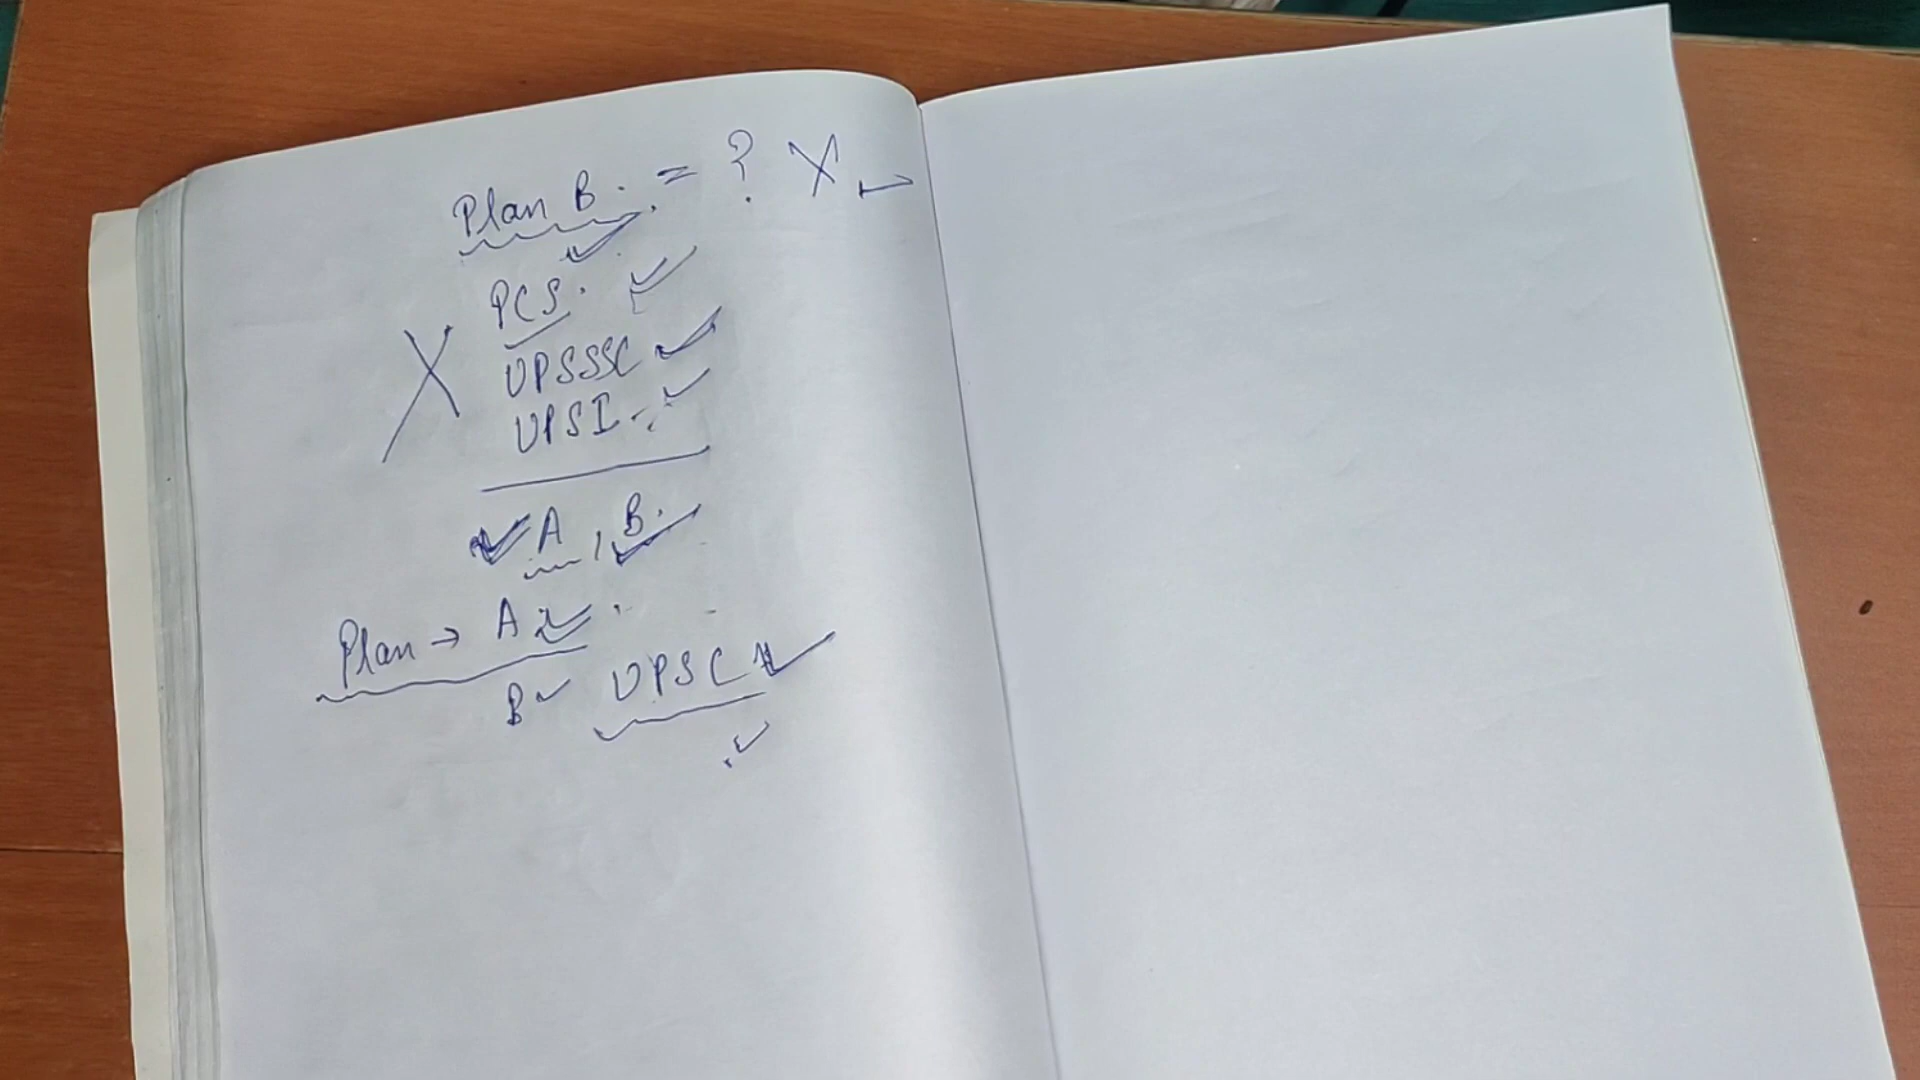 Plan B. = ? X ✓
PCS. ✓
X
UPSSSC ✓
UPSI - ✓
✓ A, B. ✓
Plan → A ✓
B ✓ UPSC ✓